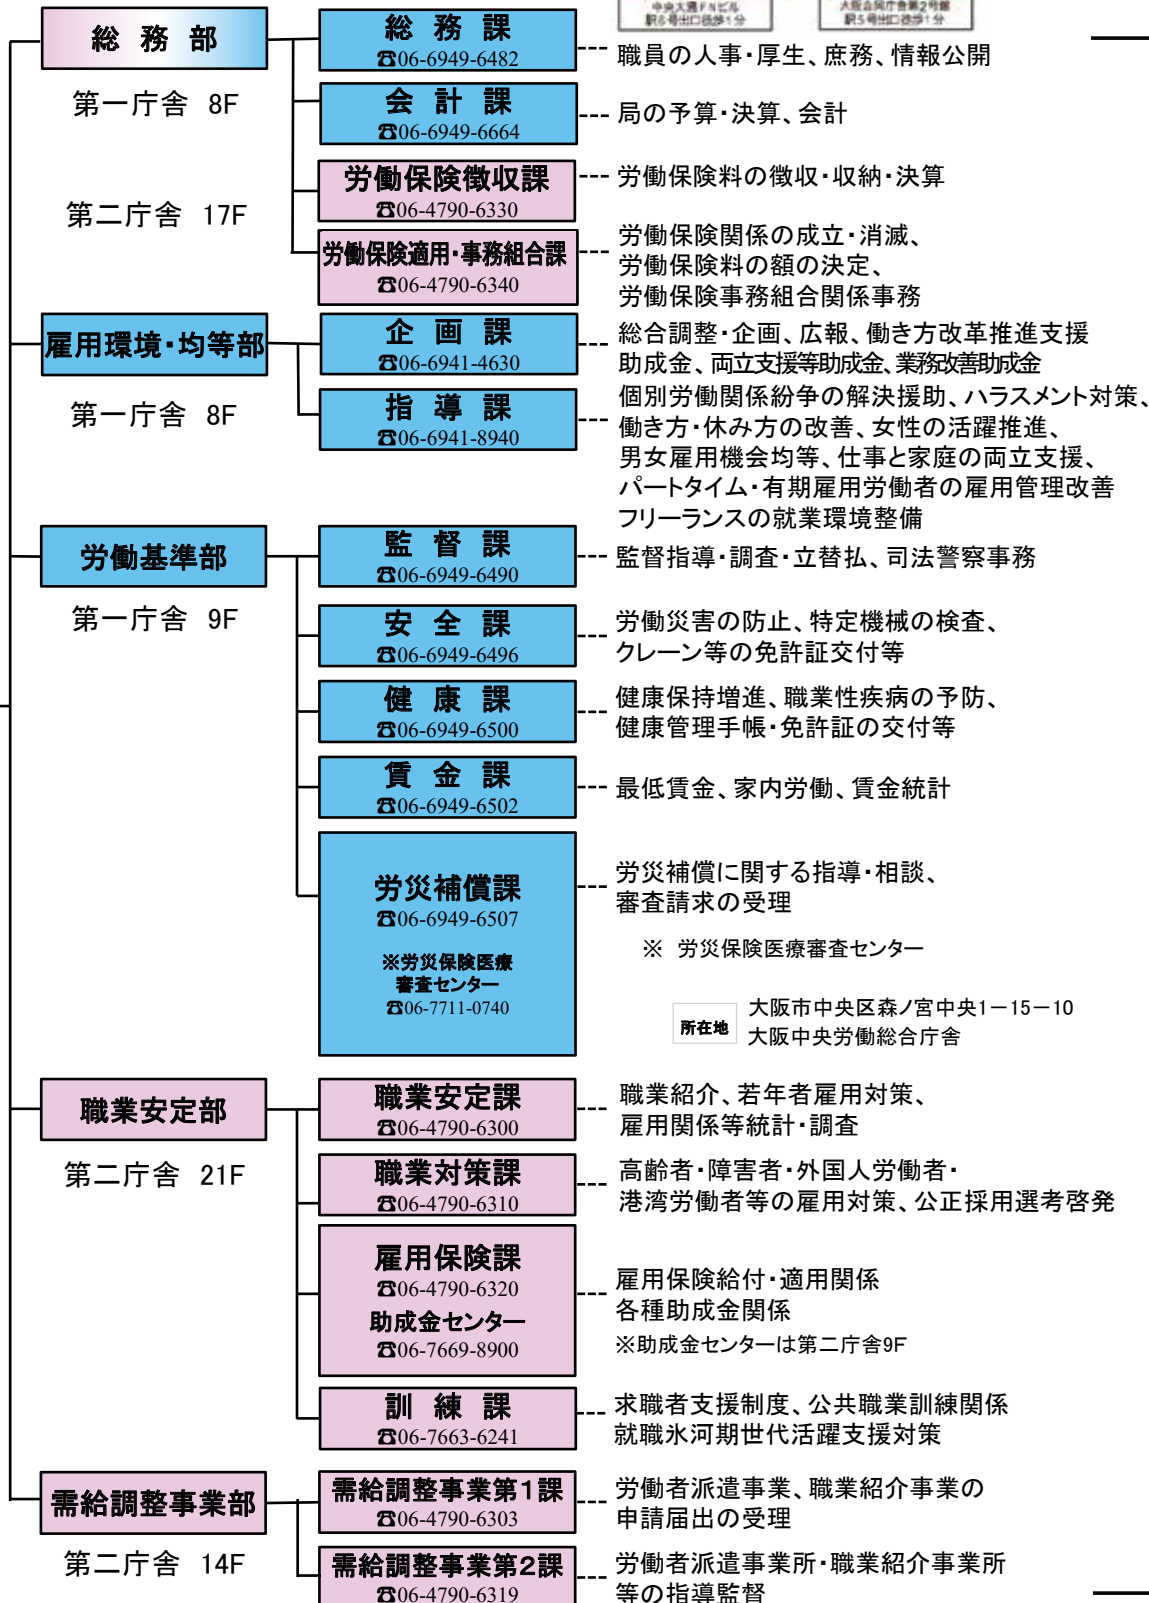 中央大通FNビル
駅6号出口徒歩1分
大阪合同庁舎第2号館
駅5号出口徒歩1分
総務部
第一庁舎 8F
第二庁舎 17F
総務課
☎06-6949-6482
職員の人事・厚生、庶務、情報公開
会計課
☎06-6949-6664
局の予算・決算、会計
労働保険徴収課
☎06-4790-6330
労働保険料の徴収・収納・決算
労働保険適用・事務組合課
☎06-4790-6340
労働保険関係の成立・消滅、
労働保険料の額の決定、
労働保険事務組合関係事務
雇用環境・均等部
第一庁舎 8F
企画課
☎06-6941-4630
総合調整・企画、広報、働き方改革推進支援
助成金、両立支援等助成金、業務改善助成金
指導課
☎06-6941-8940
個別労働関係紛争の解決援助、ハラスメント対策、
働き方・休み方の改善、女性の活躍推進、
男女雇用機会均等、仕事と家庭の両立支援、
パートタイム・有期雇用労働者の雇用管理改善
フリーランスの就業環境整備
労働基準部
第一庁舎 9F
監督課
☎06-6949-6490
監督指導・調査・立替払、司法警察事務
安全課
☎06-6949-6496
労働災害の防止、特定機械の検査、
クレーン等の免許証交付等
健康課
☎06-6949-6500
健康保持増進、職業性疾病の予防、
健康管理手帳・免許証の交付等
賃金課
☎06-6949-6502
最低賃金、家内労働、賃金統計
労災補償課
☎06-6949-6507
※労災保険医療
審査センター
☎06-7711-0740
労災補償に関する指導・相談、
審査請求の受理
※ 労災保険医療審査センター
所在地
大阪市中央区森ノ宮中央1-15-10
大阪中央労働総合庁舎
職業安定部
第二庁舎 21F
職業安定課
☎06-4790-6300
職業紹介、若年者雇用対策、
雇用関係等統計・調査
職業対策課
☎06-4790-6310
高齢者・障害者・外国人労働者・
港湾労働者等の雇用対策、公正採用選考啓発
雇用保険課
☎06-4790-6320
助成金センター
☎06-7669-8900
雇用保険給付・適用関係
各種助成金関係
※助成金センターは第二庁舎9F
訓練課
☎06-7663-6241
求職者支援制度、公共職業訓練関係
就職氷河期世代活躍支援対策
需給調整事業部
第二庁舎 14F
需給調整事業第1課
☎06-4790-6303
労働者派遣事業、職業紹介事業の
申請届出の受理
需給調整事業第2課
☎06-4790-6319
労働者派遣事業所・職業紹介事業所
等の指導監督